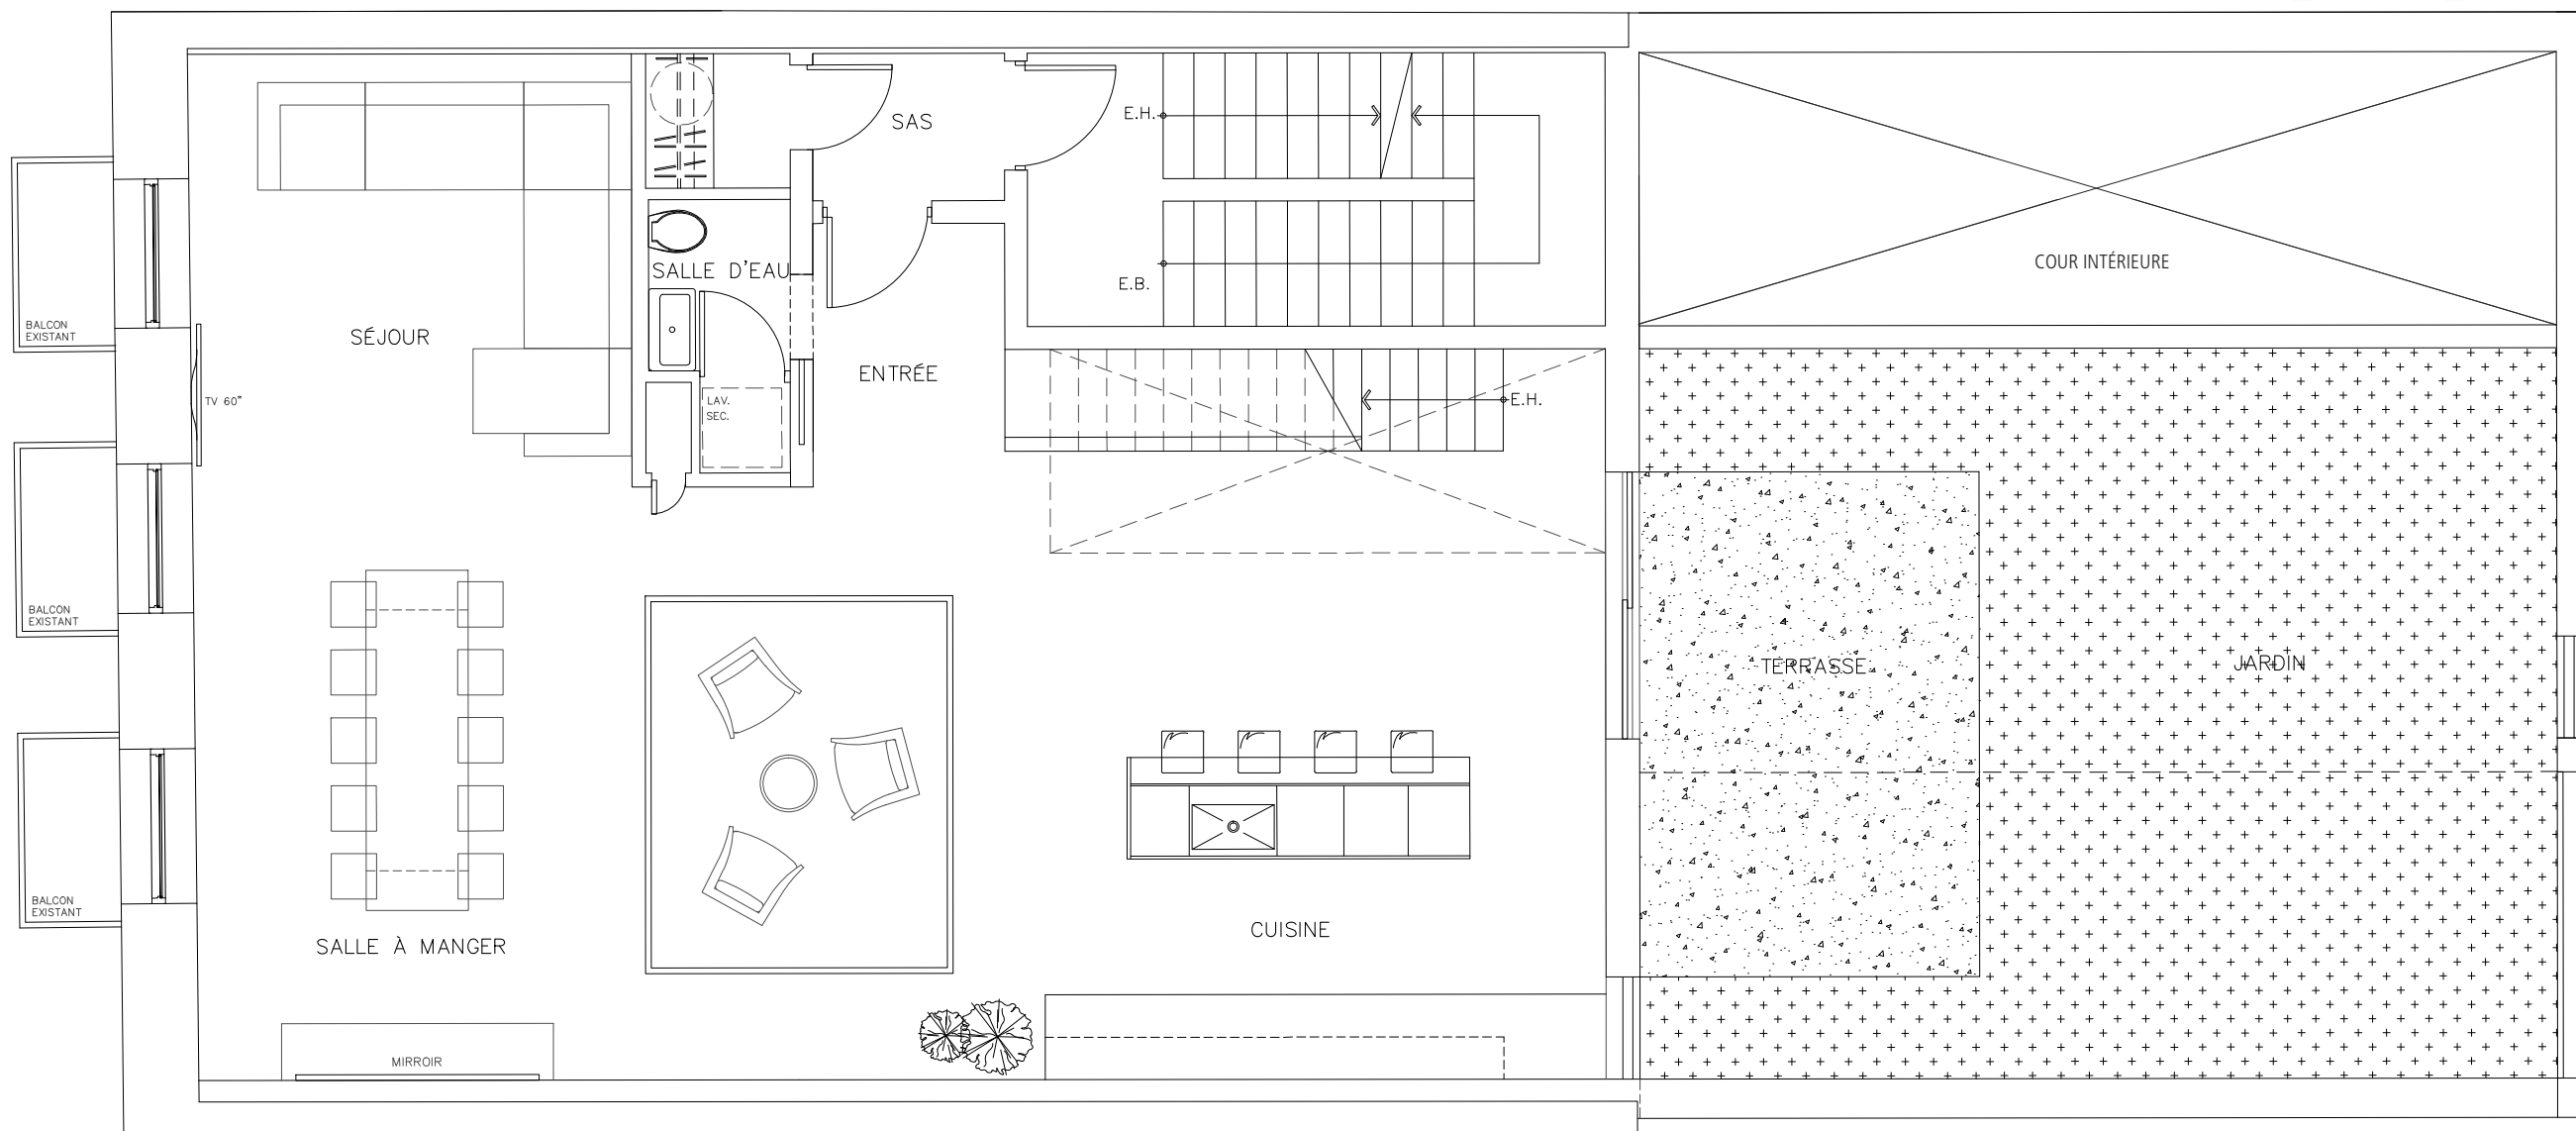 SAS
E.H.
COUR INTÉRIEURE
SALLE D'EAU
E.B.
BALCON
EXISTANT
SÉJOUR
ENTRÉE
TV 60"
LAV.
SEC.
E.H.
BALCON
EXISTANT
TERRASSE
JARDIN
BALCON
EXISTANT
CUISINE
SALLE À MANGER
MIRROIR